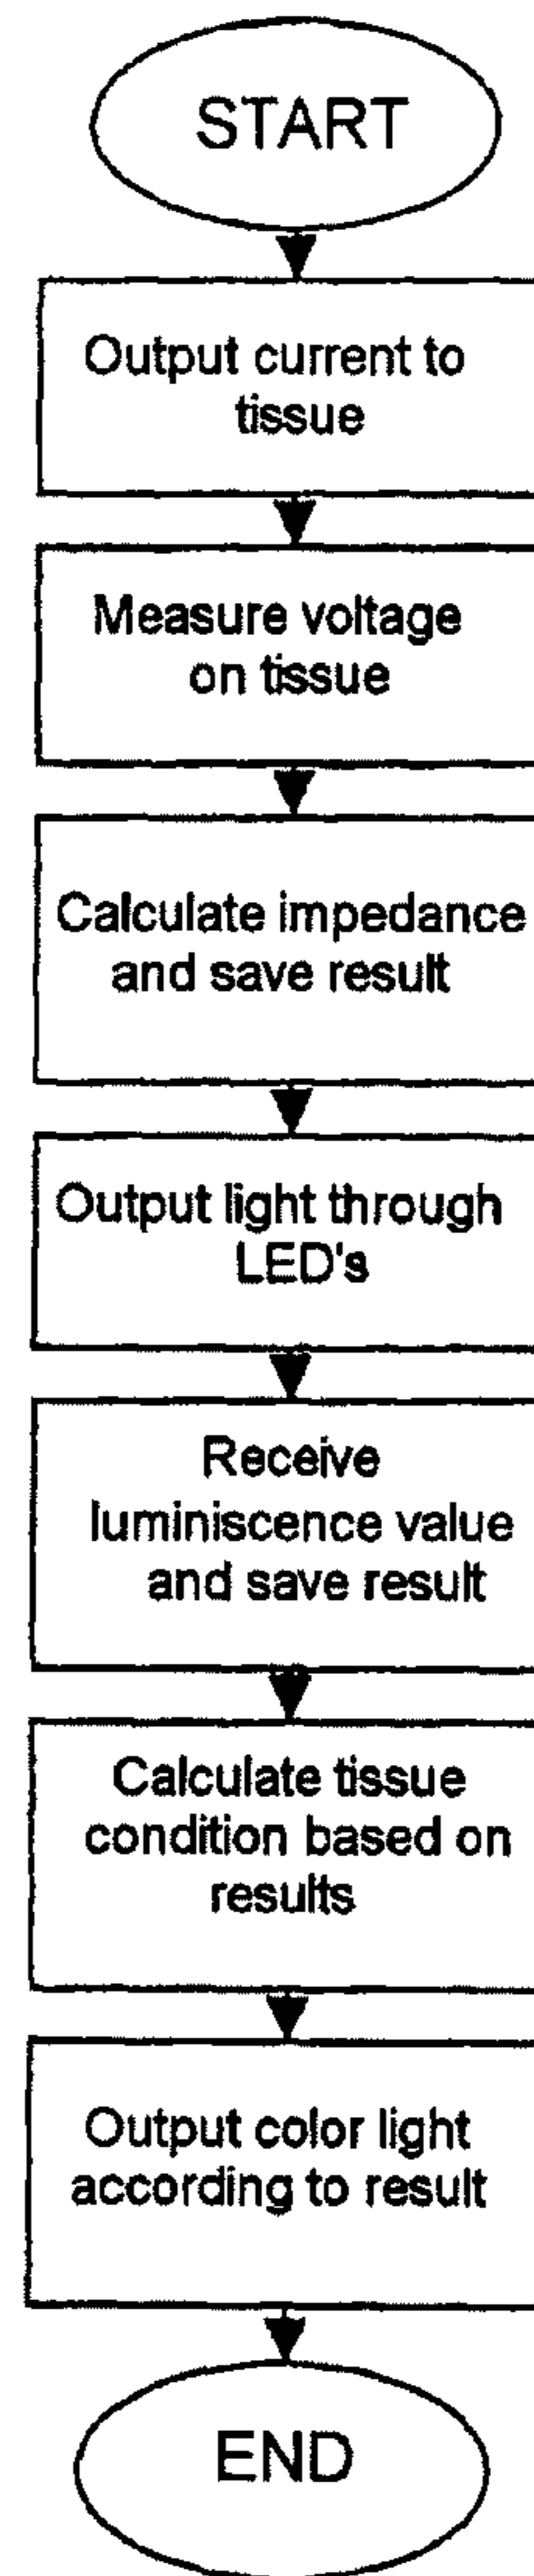 START
Output current to
tissue
Measure voltage
on tissue
Calculate impedance
and save result
Output light through
LED's
Receive
luminiscence value
and save result
Calculate tissue
condition based on
results
Output color light
according to result
END